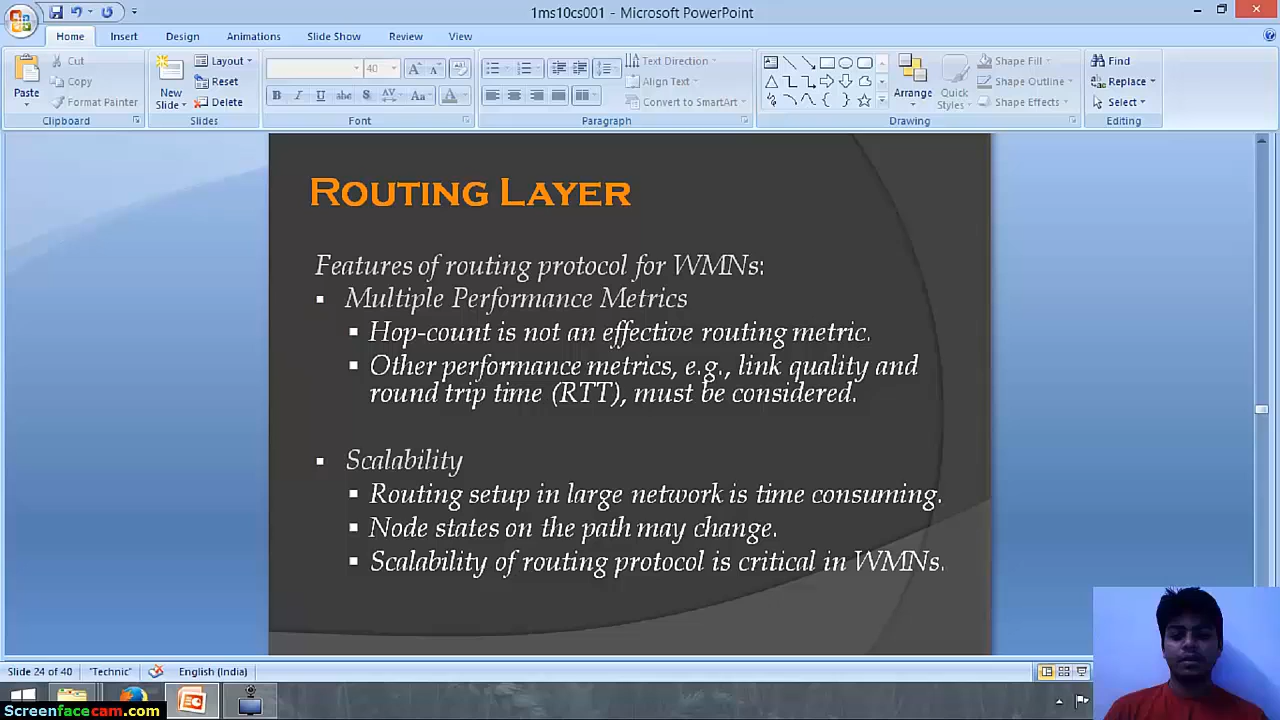 1ms10cs001 - Microsoft PowerPoint
Home Insert Design Animations Slide Show Review View
Paste
Cut
Copy
Format Painter
Clipboard
New Slide
Layout
Reset
Delete
Slides
40
B I U abc S AV Aa A
Font
Text Direction
Align Text
Convert to SmartArt
Paragraph
Arrange
Quick Styles
Shape Fill
Shape Outline
Shape Effects
Drawing
Find
Replace
Select
Editing
Routing Layer
Features of routing protocol for WMNs:
Multiple Performance Metrics
Hop-count is not an effective routing metric.
Other performance metrics, e.g., link quality and
round trip time (RTT), must be considered.
Scalability
Routing setup in large network is time consuming.
Node states on the path may change.
Scalability of routing protocol is critical in WMNs.
Slide 24 of 40 "Technic" English (India)
Screenfacecam.com